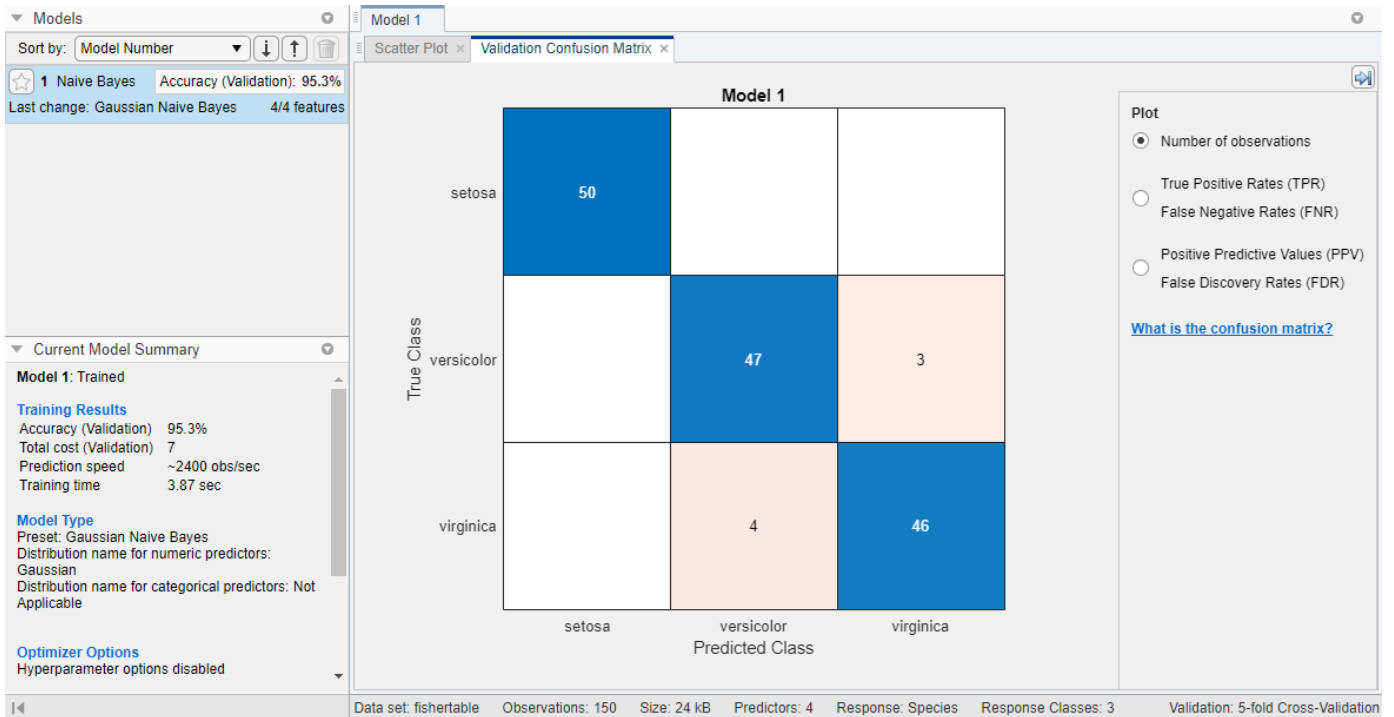 Models
Sort by: Model Number
1 Naive Bayes Accuracy (Validation): 95.3%
Last change: Gaussian Naive Bayes 4/4 features
Current Model Summary
Model 1: Trained
Training Results
Accuracy (Validation) 95.3%
Total cost (Validation) 7
Prediction speed ~2400 obs/sec
Training time 3.87 sec
Model Type
Preset: Gaussian Naive Bayes
Distribution name for numeric predictors:
Gaussian
Distribution name for categorical predictors: Not
Applicable
Optimizer Options
Hyperparameter options disabled
Model 1
Scatter Plot Validation Confusion Matrix
Model 1
True Class
setosa 50
versicolor 47 3
virginica 4 46
setosa versicolor virginica
Predicted Class
Plot
Number of observations
True Positive Rates (TPR)
False Negative Rates (FNR)
Positive Predictive Values (PPV)
False Discovery Rates (FDR)
What is the confusion matrix?
Data set: fishertable Observations: 150 Size: 24 kB Predictors: 4 Response: Species Response Classes: 3 Validation: 5-fold Cross-Validation